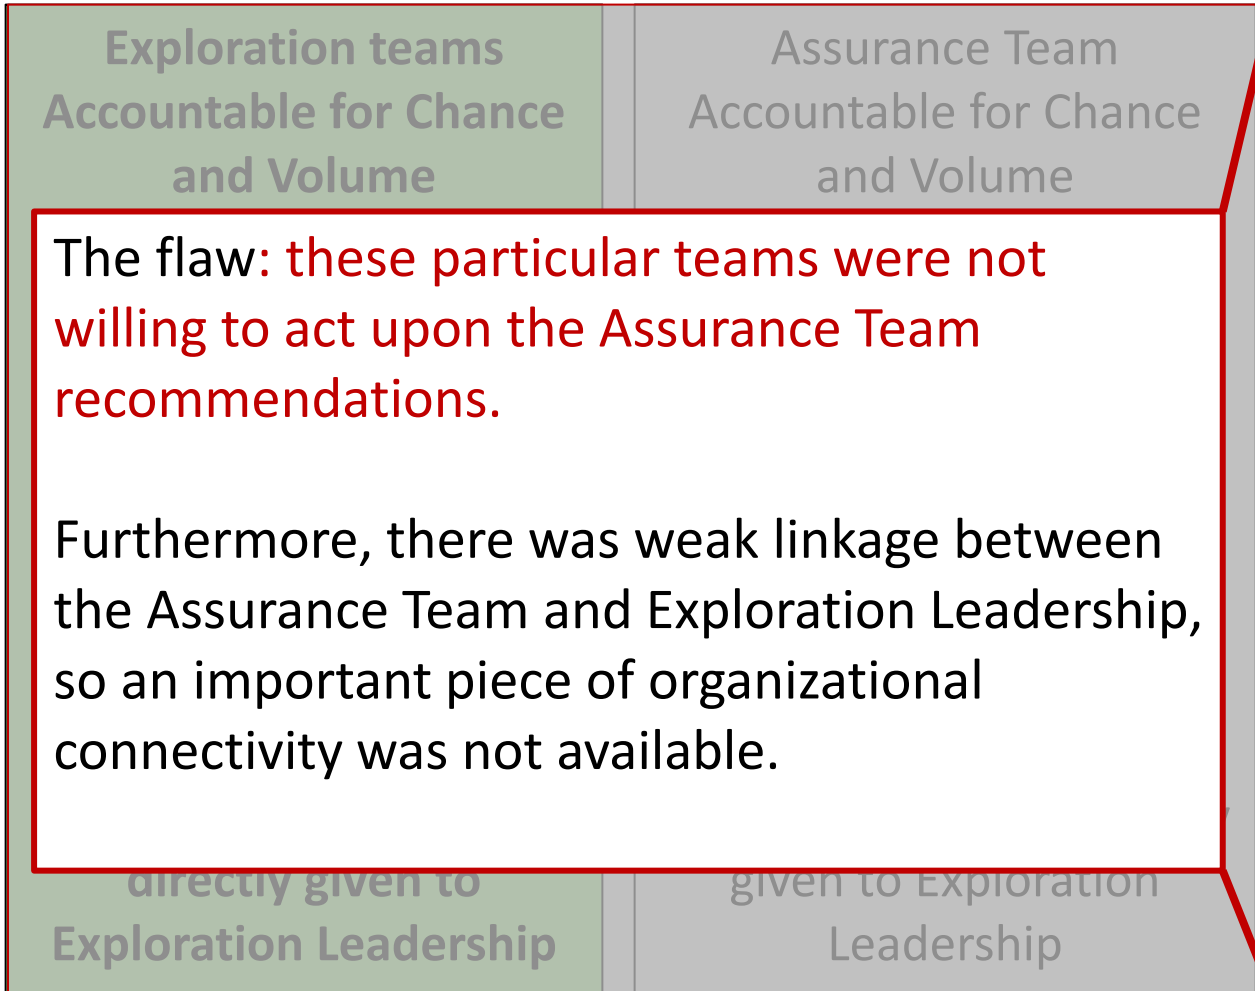 Exploration teams
Accountable for Chance
and Volume
Assurance Team
Accountable for Chance
and Volume
The flaw: these particular teams were not
willing to act upon the Assurance Team
recommendations.
Furthermore, there was weak linkage between
the Assurance Team and Exploration Leadership,
so an important piece of organizational
connectivity was not available.
directly given to
Exploration Leadership
given to Exploration
Leadership